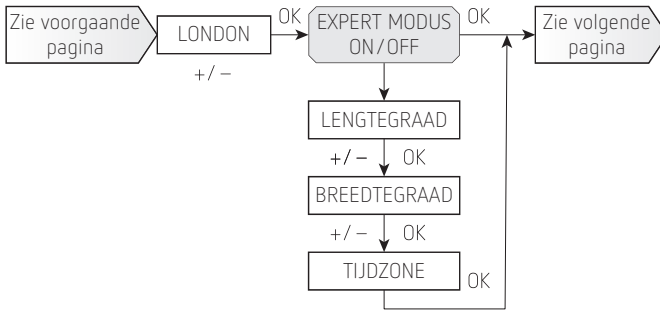 Zie voorgaande
pagina
LONDON
+/–
OK
EXPERT MODUS
ON/OFF
OK
Zie volgende
pagina
LENGTEGRAAD
+/– OK
BREEDTEGRAAD
+/– OK
TIJDZONE
OK